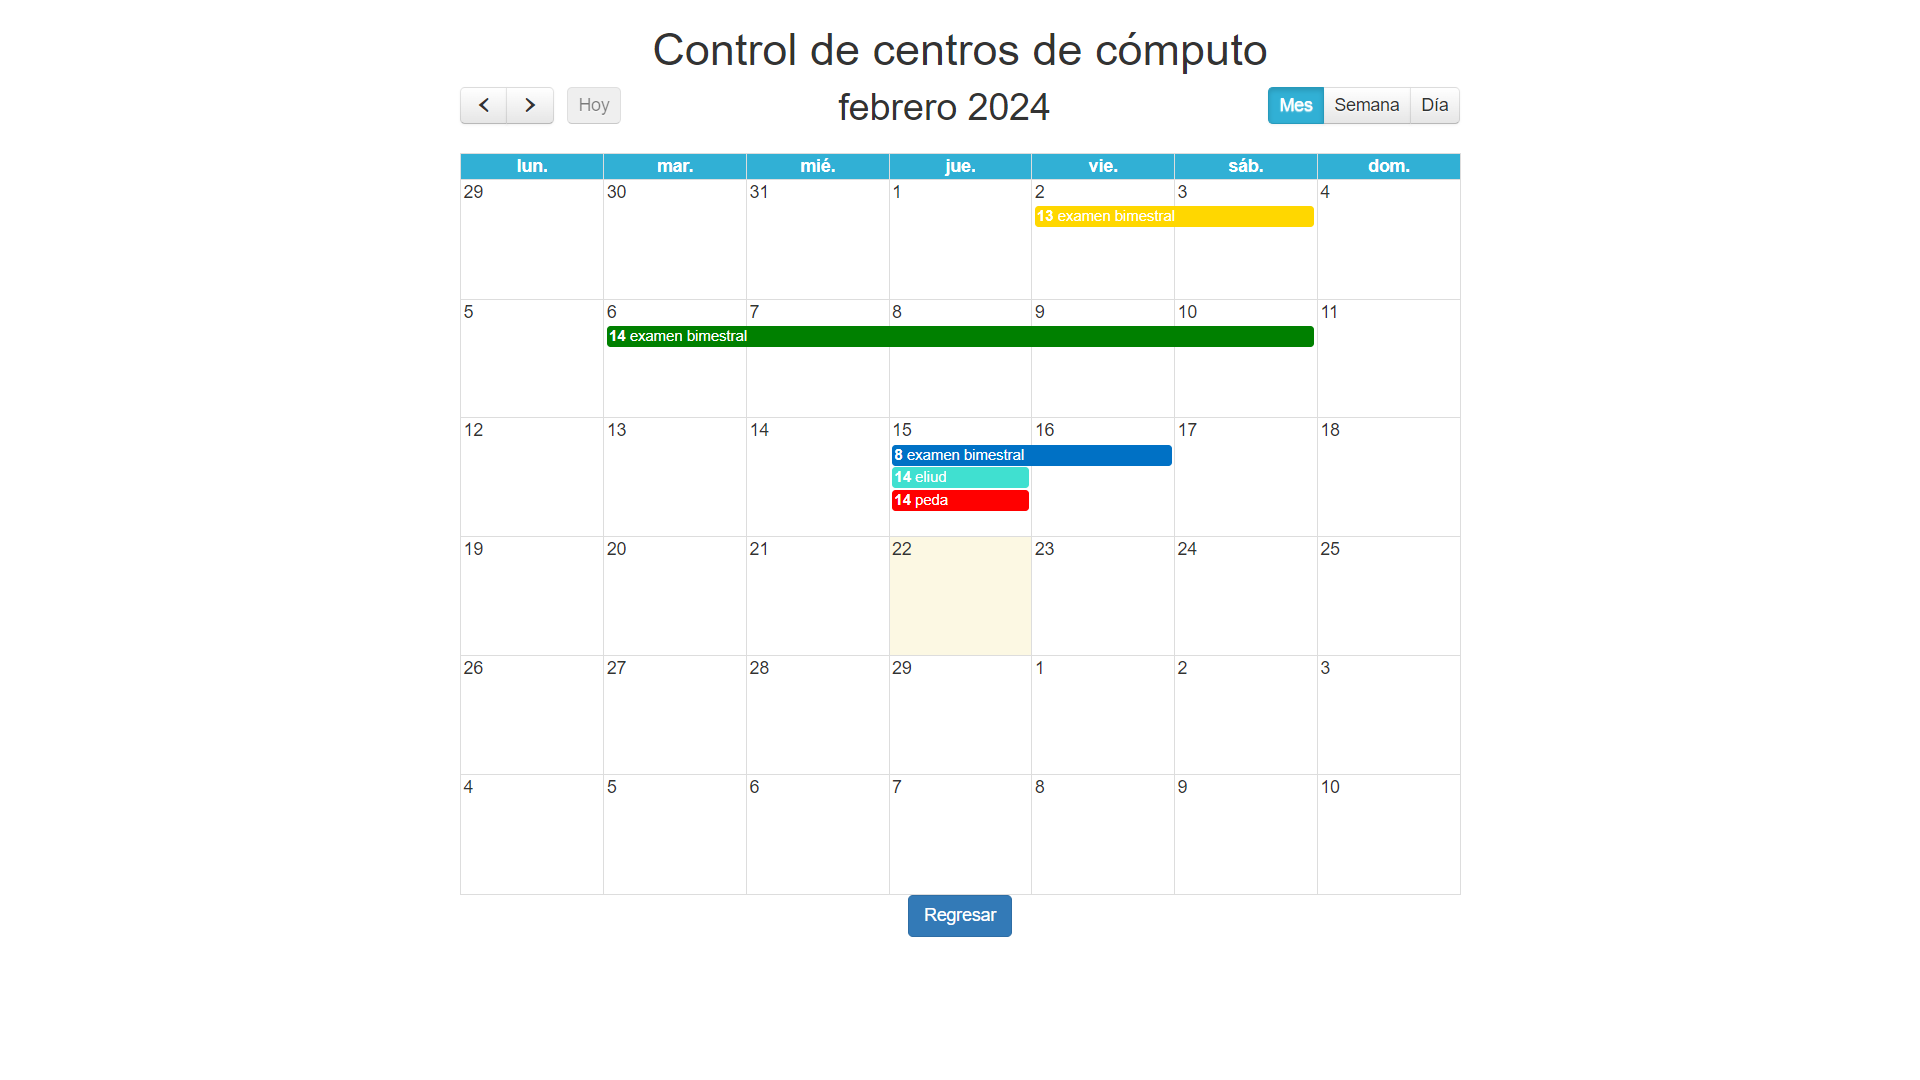 Control de centros de cómputo
Hoy
febrero 2024
Mes Semana Día
lun. mar. mié. jue. vie. sáb. dom.
29 30 31 1 2 3 4
13 examen bimestral
5 6 7 8 9 10 11
14 examen bimestral
12 13 14 15 16 17 18
8 examen bimestral
14 eliud
14 peda
19 20 21 22 23 24 25
26 27 28 29 1 2 3
4 5 6 7 8 9 10
Regresar